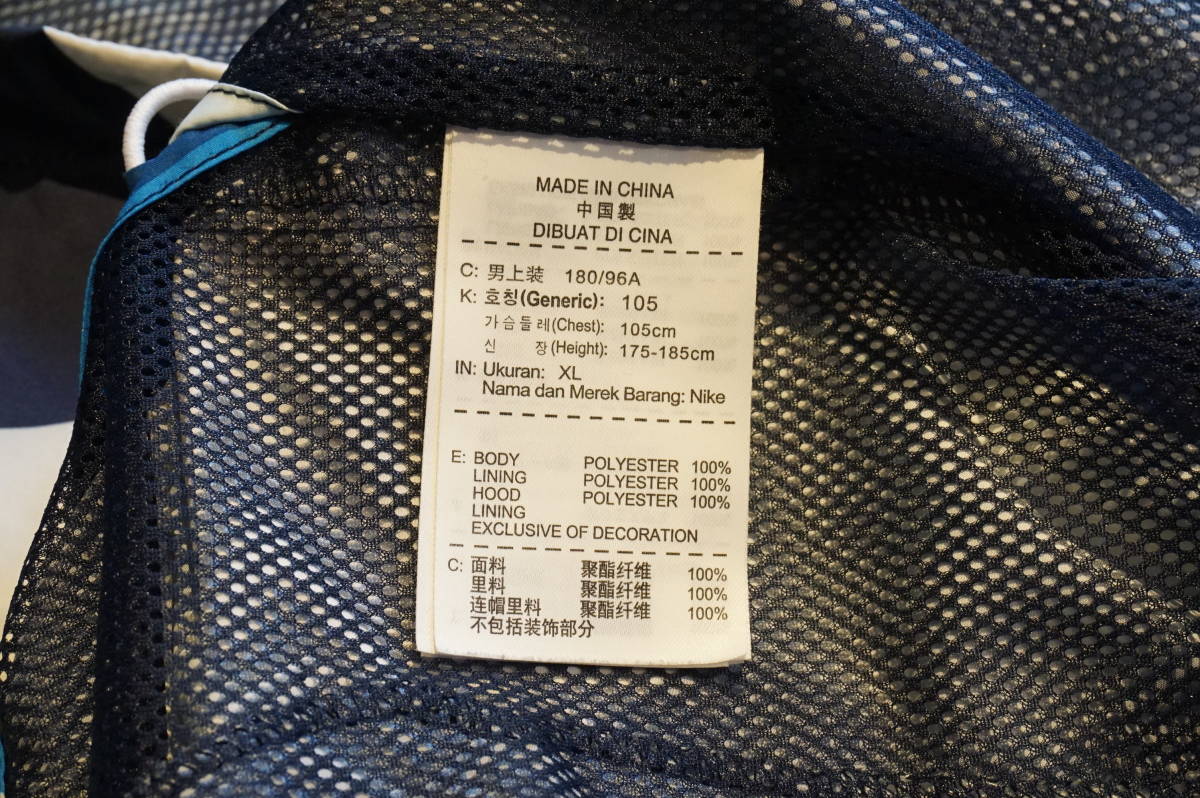 MADE IN CHINA
中国製
DIBUAT DI CINA
C: 男上装 180/96A
K: 호칭(Generic): 105
가슴둘레(Chest): 105cm
신 장(Height): 175-185cm
IN: Ukuran: XL
Nama dan Merek Barang: Nike
E: BODY POLYESTER 100%
LINING POLYESTER 100%
HOOD POLYESTER 100%
LINING
EXCLUSIVE OF DECORATION
C: 面料 聚酯纤维 100%
里料 聚酯纤维 100%
连帽里料 聚酯纤维 100%
不包括装饰部分